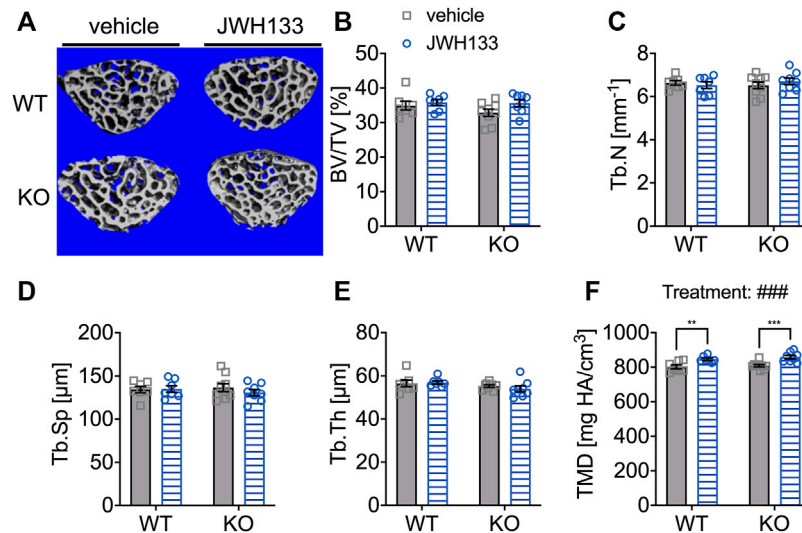 A
vehicle
JWH133
WT
KO
vehicle
JWH133
B
50
40
30
20
10
0
BV/TV [%]
WT
KO
C
8
6
4
2
0
Tb.N [mm⁻¹]
WT
KO
D
200
150
100
50
0
Tb.Sp [µm]
WT
KO
E
80
60
40
20
0
Tb.Th [µm]
WT
KO
F
Treatment: ###
**
***
1000
800
600
400
200
0
TMD [mg HA/cm³]
WT
KO